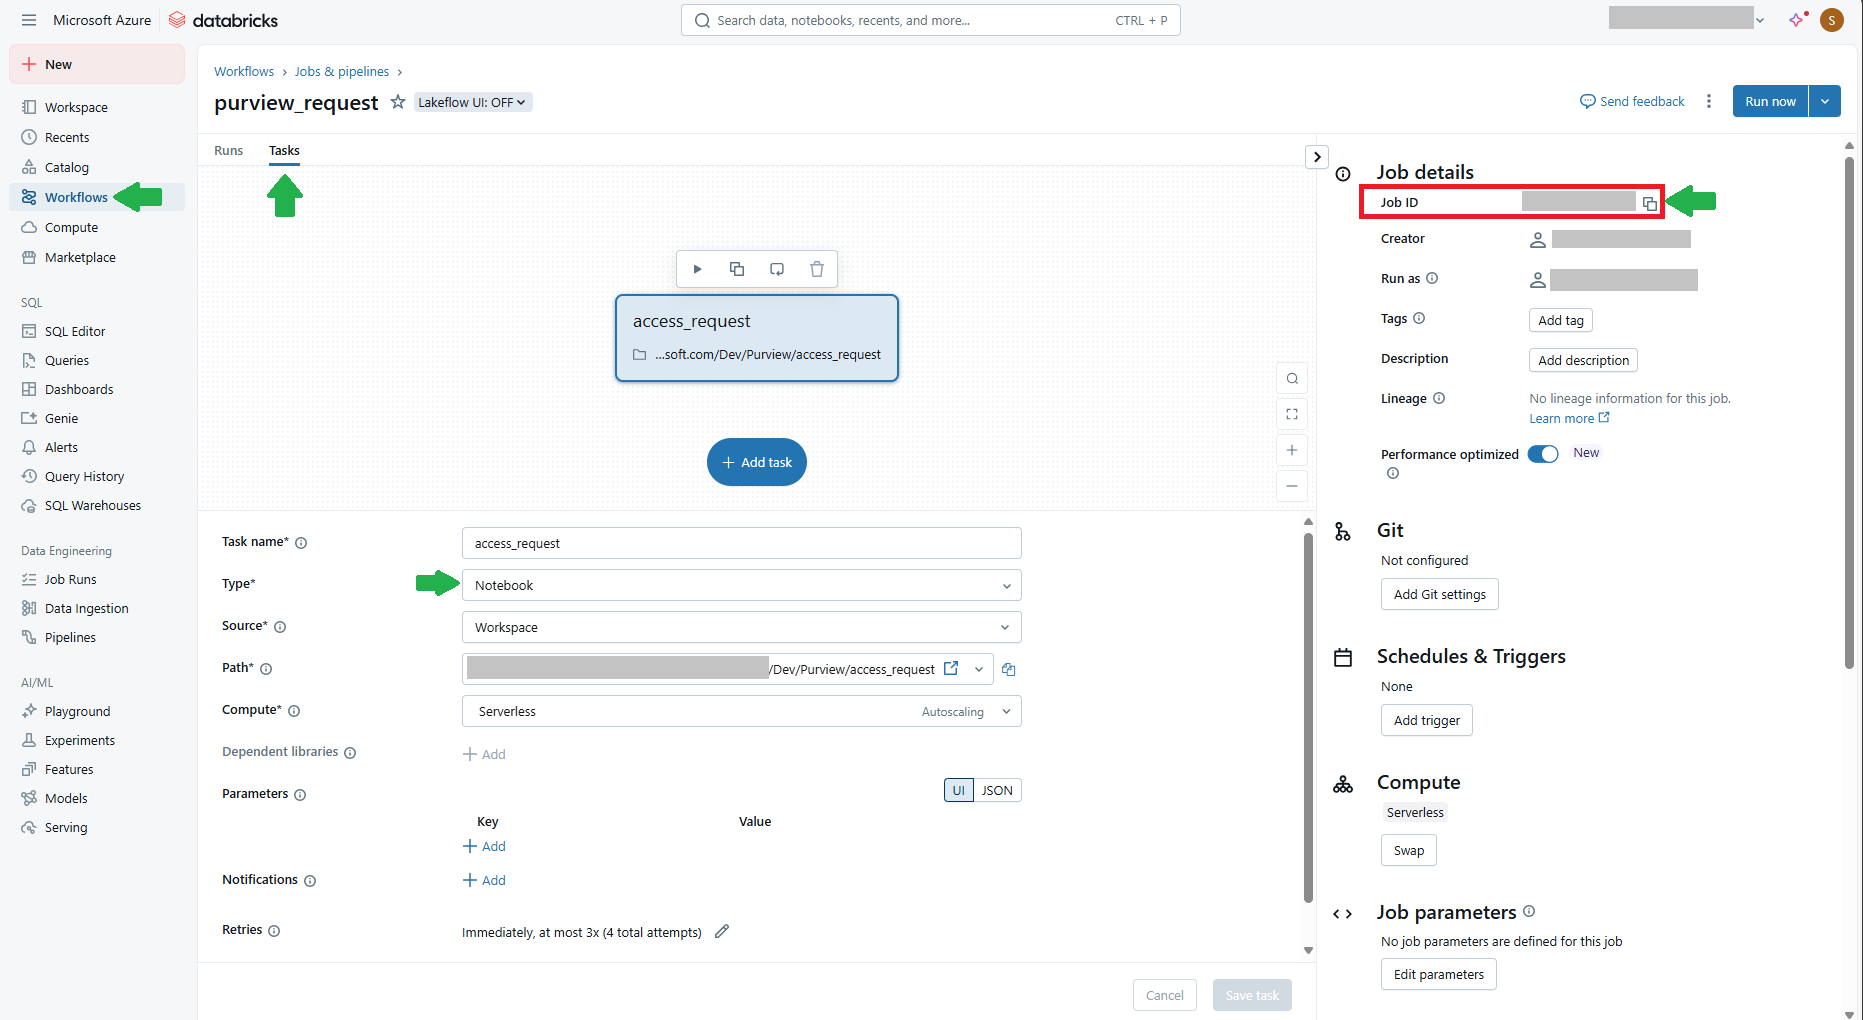 Microsoft Azure databricks
Search data, notebooks, recents, and more... CTRL + P
S
New
Workspace
Recents
Catalog
Workflows
Compute
Marketplace
SQL
SQL Editor
Queries
Dashboards
Genie
Alerts
Query History
SQL Warehouses
Data Engineering
Job Runs
Data Ingestion
Pipelines
AI/ML
Playground
Experiments
Features
Models
Serving
Workflows › Jobs & pipelines ›
purview_request Lakeflow UI: OFF
Send feedback
Run now
Runs Tasks
access_request
...soft.com/Dev/Purview/access_request
+ Add task
Task name* access_request
Type* Notebook
Source* Workspace
Path* /Dev/Purview/access_request
Compute* Serverless Autoscaling
Dependent libraries + Add
Parameters UI JSON
Key Value
+ Add
Notifications + Add
Retries Immediately, at most 3x (4 total attempts)
Cancel Save task
Job details
Job ID
Creator
Run as
Tags Add tag
Description Add description
Lineage No lineage information for this job.
Learn more
Performance optimized New
Git
Not configured
Add Git settings
Schedules & Triggers
None
Add trigger
Compute
Serverless
Swap
Job parameters
No job parameters are defined for this job
Edit parameters